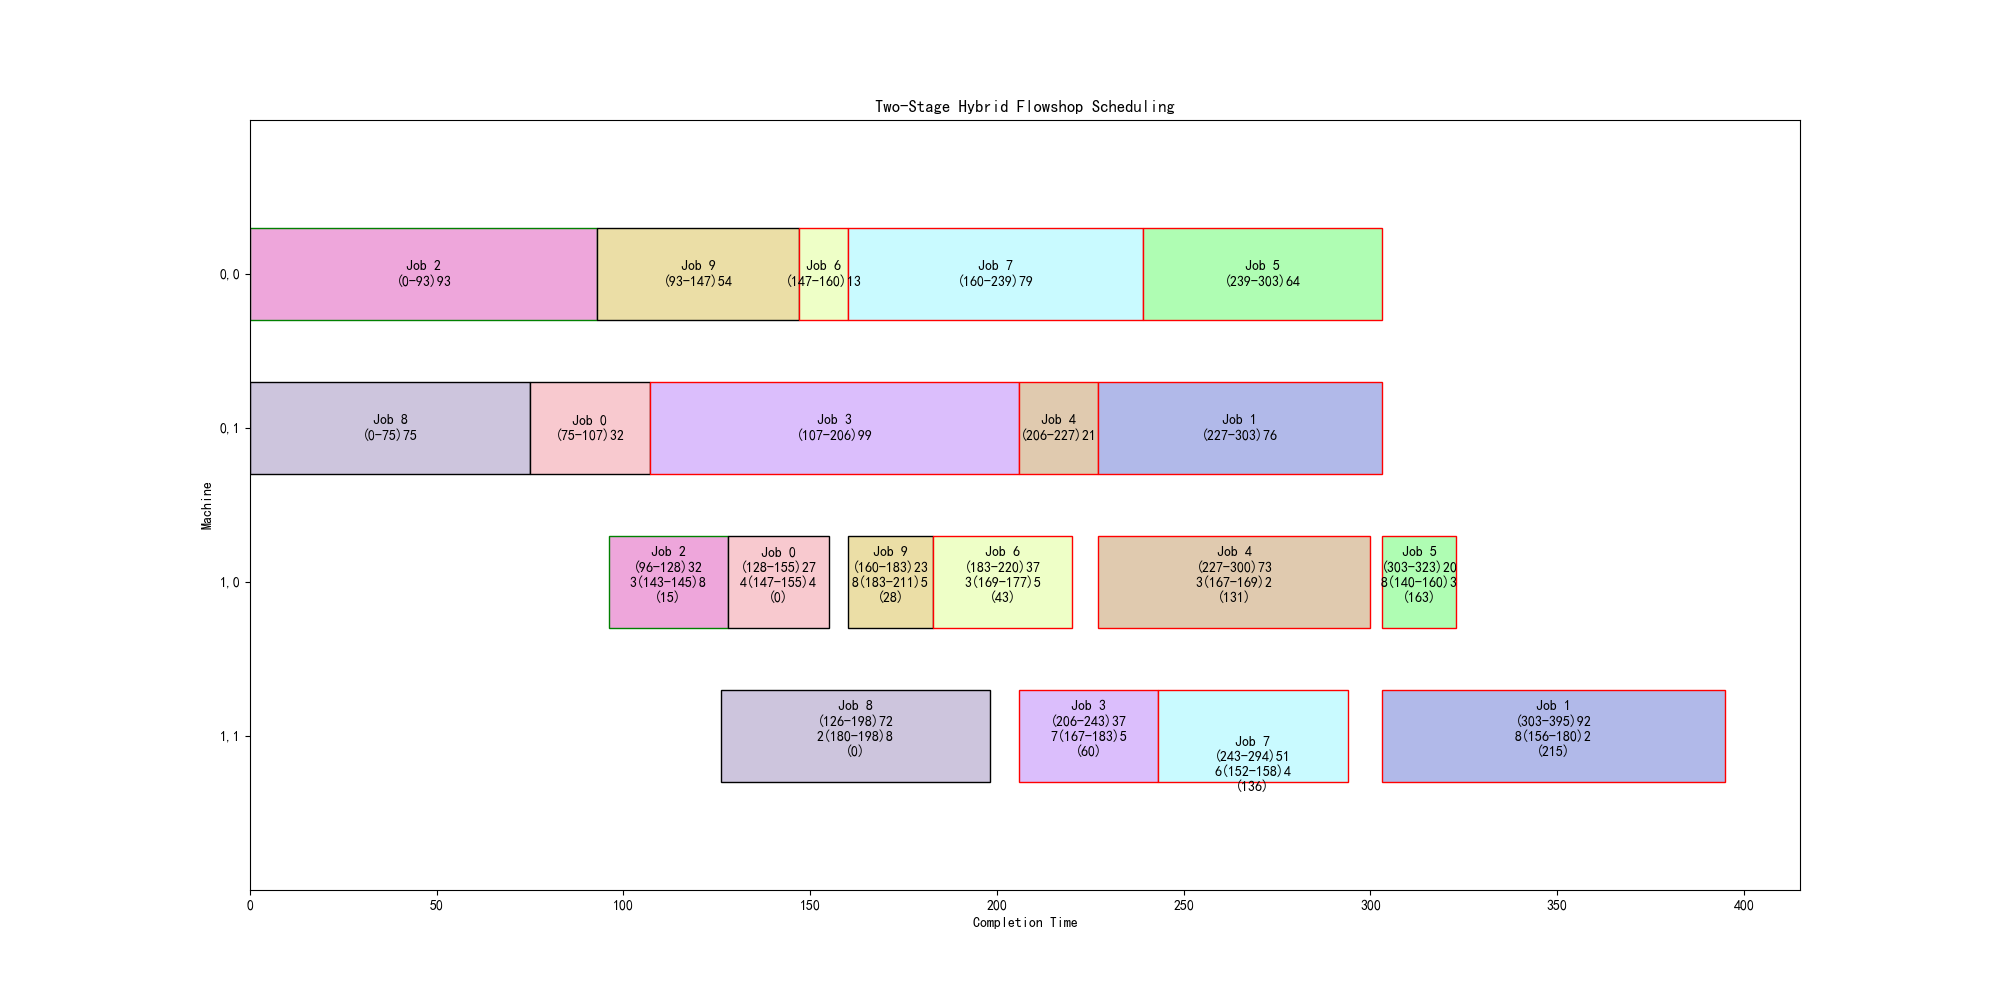 Two-Stage Hybrid Flowshop Scheduling
0,0
Job 2
(0-93)93
Job 9
(93-147)54
Job 6
(147-160)13
Job 7
(160-239)79
Job 5
(239-303)64
0,1
Job 8
(0-75)75
Job 0
(75-107)32
Job 3
(107-206)99
Job 4
(206-227)21
Job 1
(227-303)76
Machine
1,0
Job 2
(96-128)32
3(143-145)8
(15)
Job 0
(128-155)27
4(147-155)4
(0)
Job 9
(160-183)23
8(183-211)5
(28)
Job 6
(183-220)37
3(169-177)5
(43)
Job 4
(227-300)73
3(167-169)2
(131)
Job 5
(303-323)20
8(140-160)3
(163)
1,1
Job 8
(126-198)72
2(180-198)8
(0)
Job 3
(206-243)37
7(167-183)5
(60)
Job 7
(243-294)51
6(152-158)4
(136)
Job 1
(303-395)92
8(156-180)2
(215)
0
50
100
150
200
250
300
350
400
Completion Time